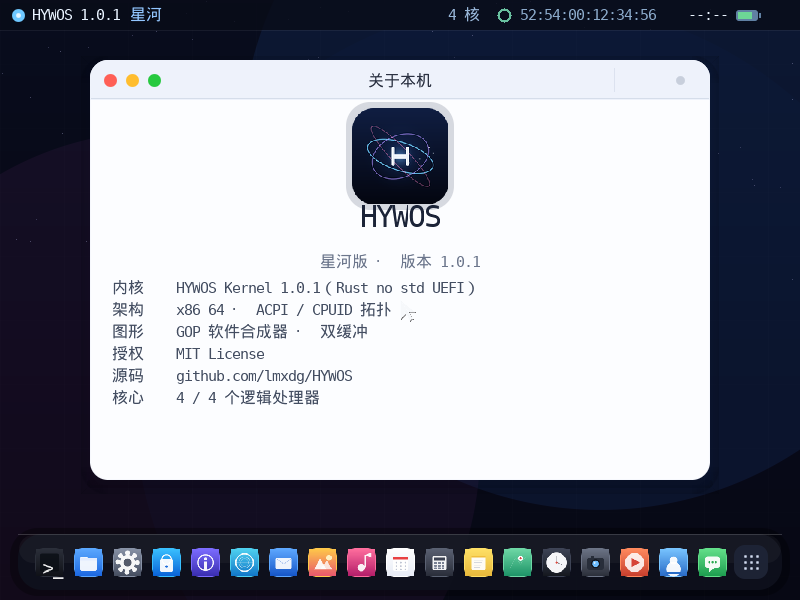 HYWOS 1.0.1 星河 4 核 52:54:00:12:34:56 --:--
关于本机
H
HYWOS
星河版 · 版本 1.0.1
内核 HYWOS Kernel 1.0.1 (Rust no std UEFI)
架构 x86 64 · ACPI / CPUID 拓扑
图形 GOP 软件合成器 · 双缓冲
授权 MIT License
源码 github.com/lmxdg/HYWOS
核心 4 / 4 个逻辑处理器
>_